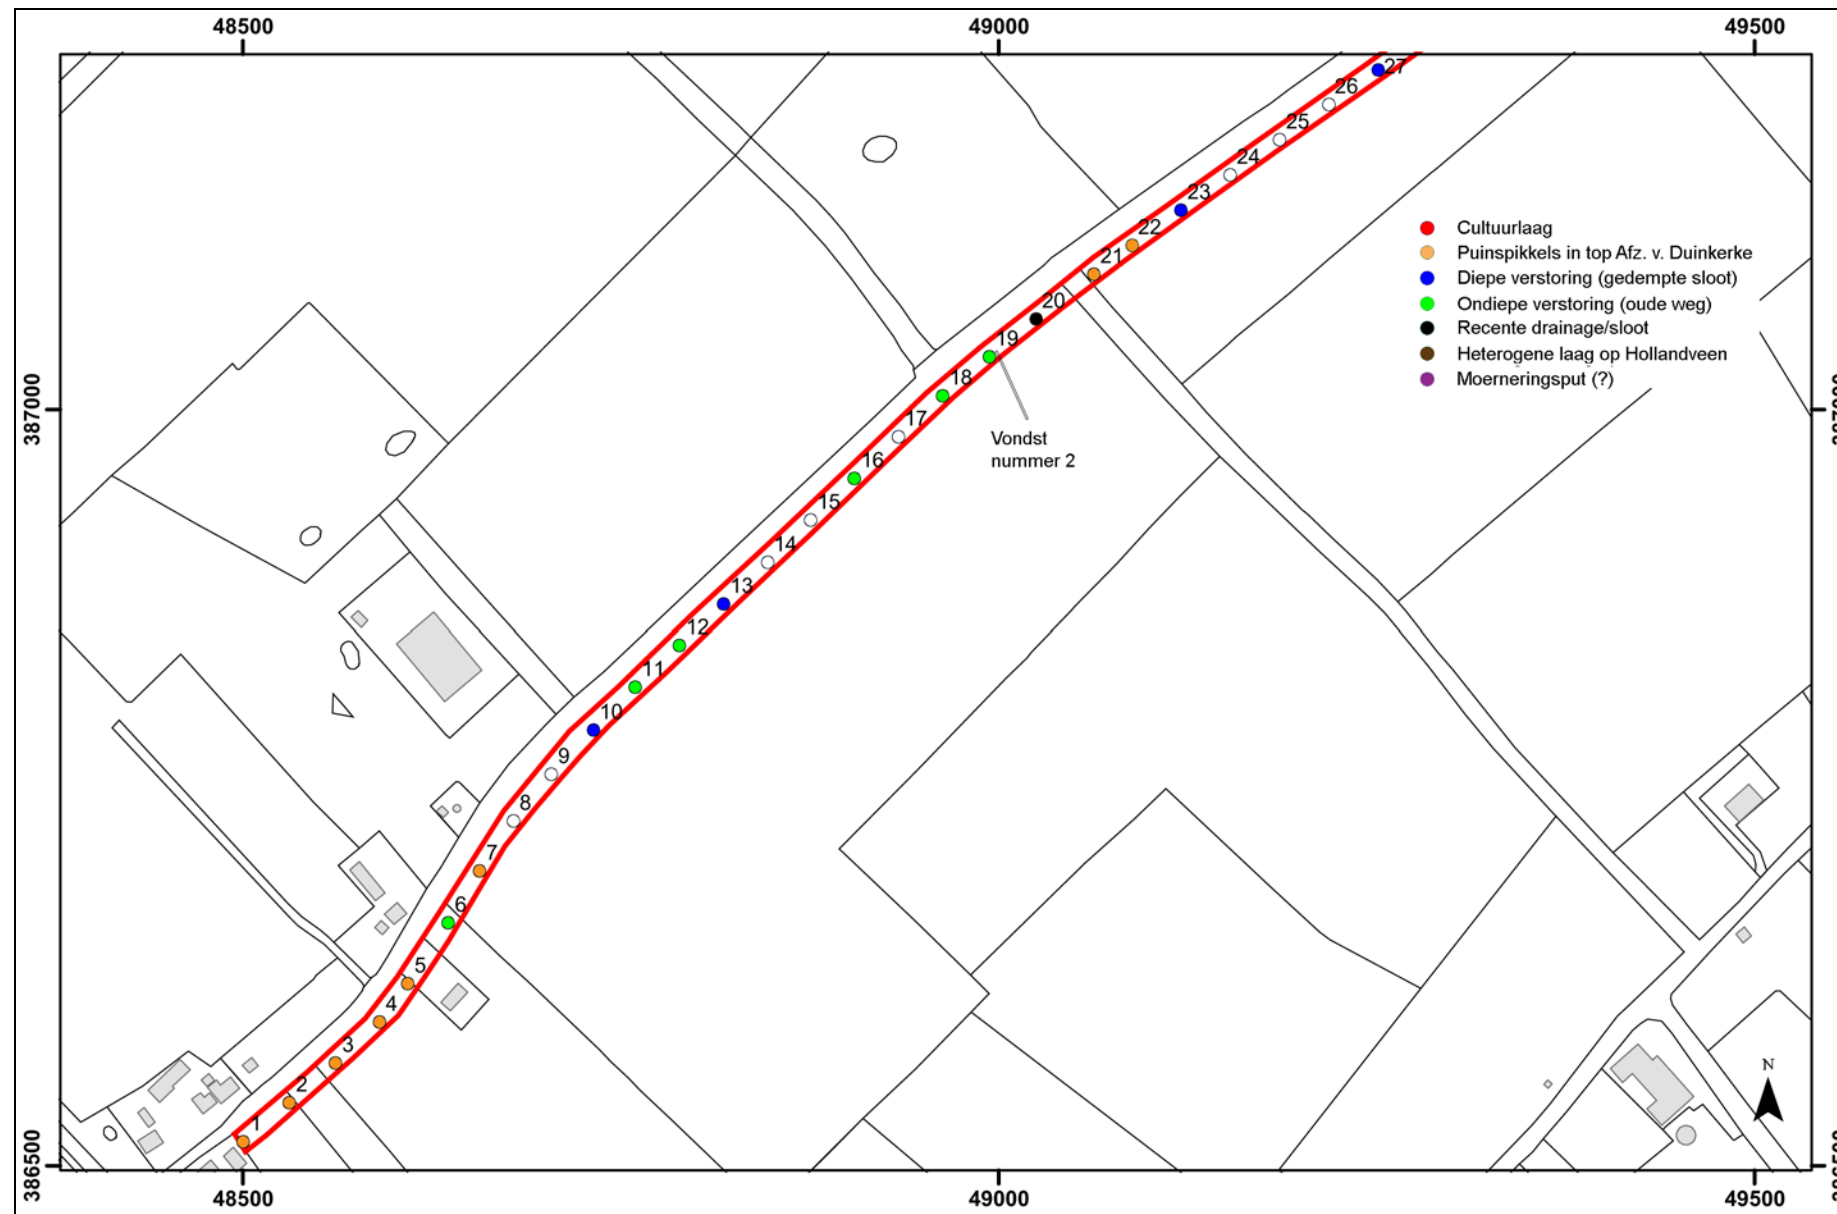 48500 49000 49500
27
26
25
24
23
22
21
20
19
18
17
16
15
14
13
12
11
10
9
8
7
6
5
4
3
2
1
Cultuurlaag
Puinspikkels in top Afz. v. Duinkerke
Diepe verstoring (gedempte sloot)
Ondiepe verstoring (oude weg)
Recente drainage/sloot
Heterogene laag op Hollandveen
Moerneringsput (?)
Vondst
nummer 2
387000
386500
N
48500 49000 49500